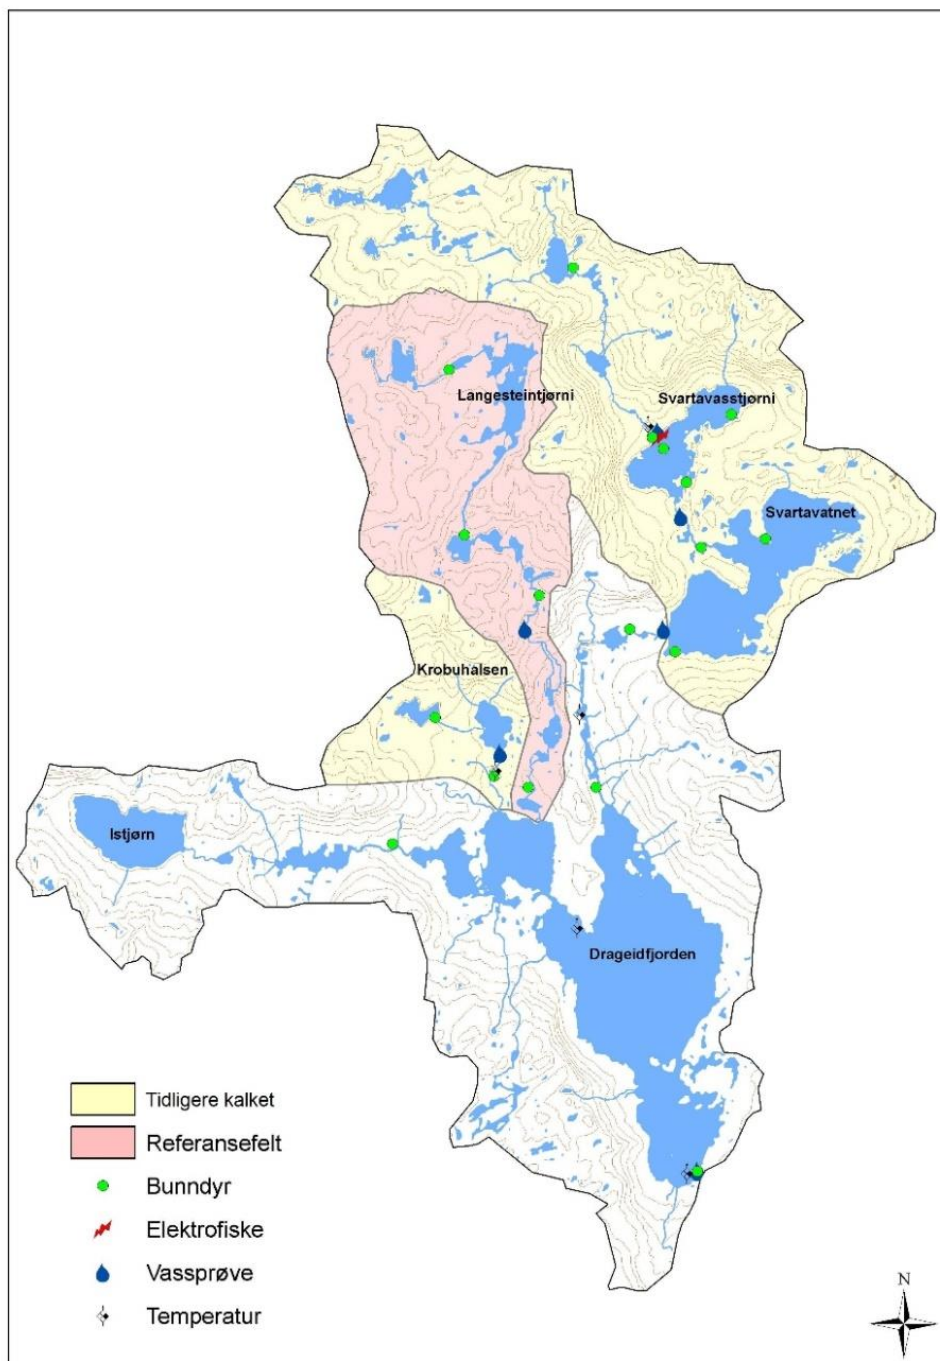 Langesteintjørni
Svartavasstjørni
Svartavatnet
Krobuhalsen
Istjørn
Drageidfjorden
Tidligere kalket
Referansefelt
Bunndyr
Elektrofiske
Vassprøve
Temperatur
N